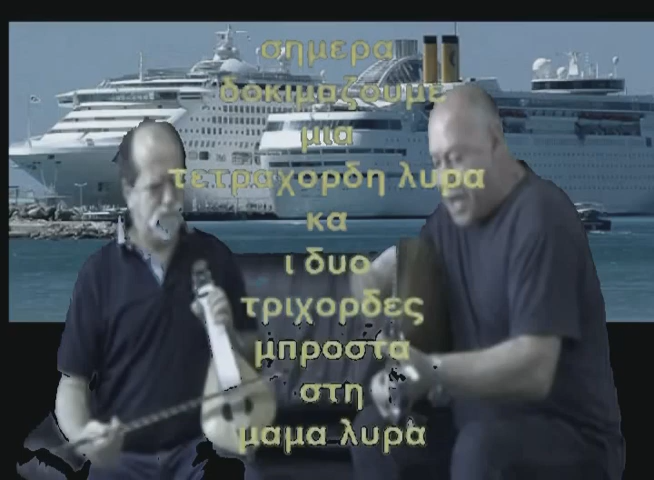 σημερα
δοκιμαζουμε
μια
τετραχορδη λυρα
κα
ι δυο
τριχορδες
μπροστα
στη
μαμα λυρα